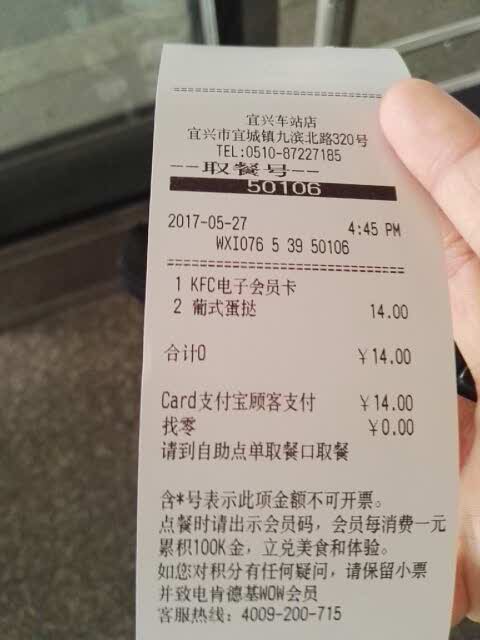 ========================
宜兴车站店
宜兴市宜城镇九滨北路320号
TEL:0510-87227185
--取餐号--
50106
2017-05-27 4:45 PM
WXI076 5 39 50106
========================
1 KFC电子会员卡
2 葡式蛋挞 14.00
合计0 ¥14.00
Card支付宝顾客支付 ¥14.00
找零 ¥0.00
请到自助点单取餐口取餐
含*号表示此项金额不可开票。
点餐时请出示会员码，会员每消费一元
累积100K金，立兑美食和体验。
如您对积分有任何疑问，请保留小票
并致电肯德基WOW会员
客服热线：4009-200-715